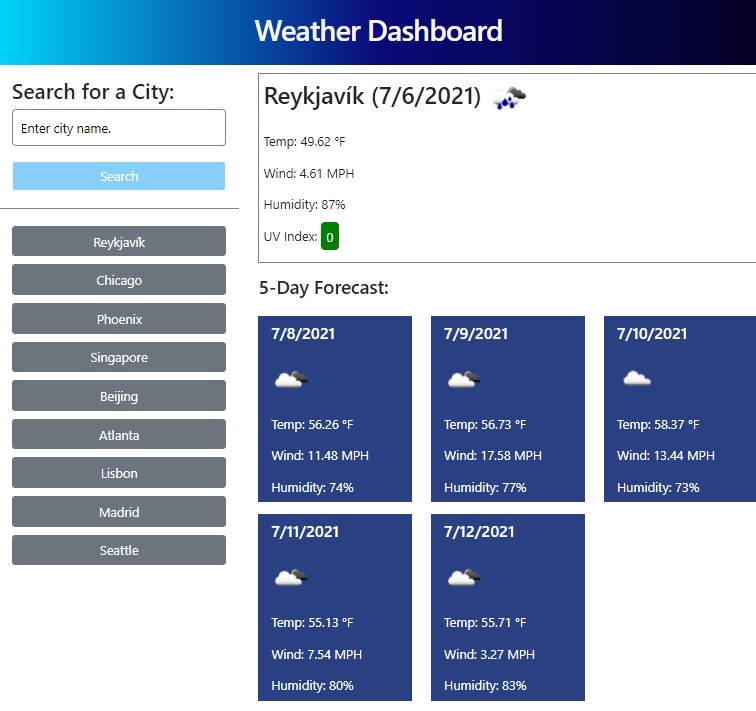 Weather Dashboard
Search for a City:
Enter city name.
Search
Reykjavík
Chicago
Phoenix
Singapore
Beijing
Atlanta
Lisbon
Madrid
Seattle
Reykjavík (7/6/2021)
Temp: 49.62 °F
Wind: 4.61 MPH
Humidity: 87%
UV Index: 0
5-Day Forecast:
7/8/2021
Temp: 56.26 °F
Wind: 11.48 MPH
Humidity: 74%
7/9/2021
Temp: 56.73 °F
Wind: 17.58 MPH
Humidity: 77%
7/10/2021
Temp: 58.37 °F
Wind: 13.44 MPH
Humidity: 73%
7/11/2021
Temp: 55.13 °F
Wind: 7.54 MPH
Humidity: 80%
7/12/2021
Temp: 55.71 °F
Wind: 3.27 MPH
Humidity: 83%